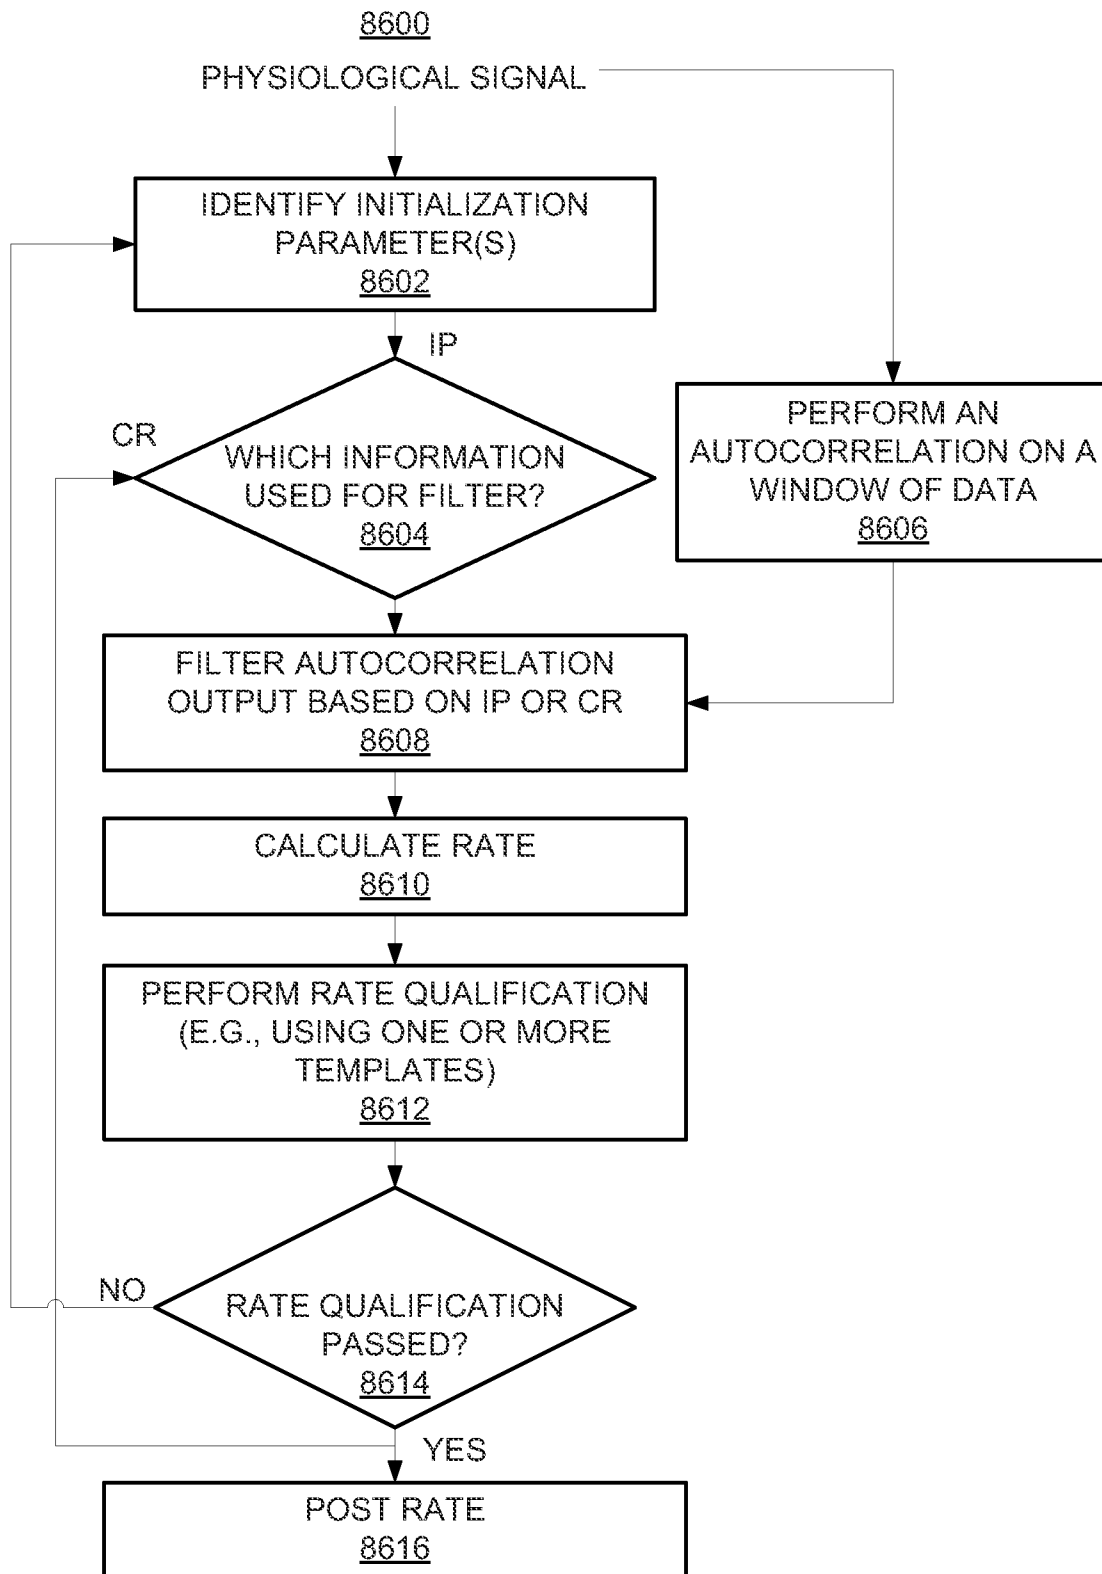 8600
PHYSIOLOGICAL SIGNAL
IDENTIFY INITIALIZATION
PARAMETER(S)
8602
IP
CR
WHICH INFORMATION
USED FOR FILTER?
8604
PERFORM AN
AUTOCORRELATION ON A
WINDOW OF DATA
8606
FILTER AUTOCORRELATION
OUTPUT BASED ON IP OR CR
8608
CALCULATE RATE
8610
PERFORM RATE QUALIFICATION
(E.G., USING ONE OR MORE
TEMPLATES)
8612
NO
RATE QUALIFICATION
PASSED?
8614
YES
POST RATE
8616